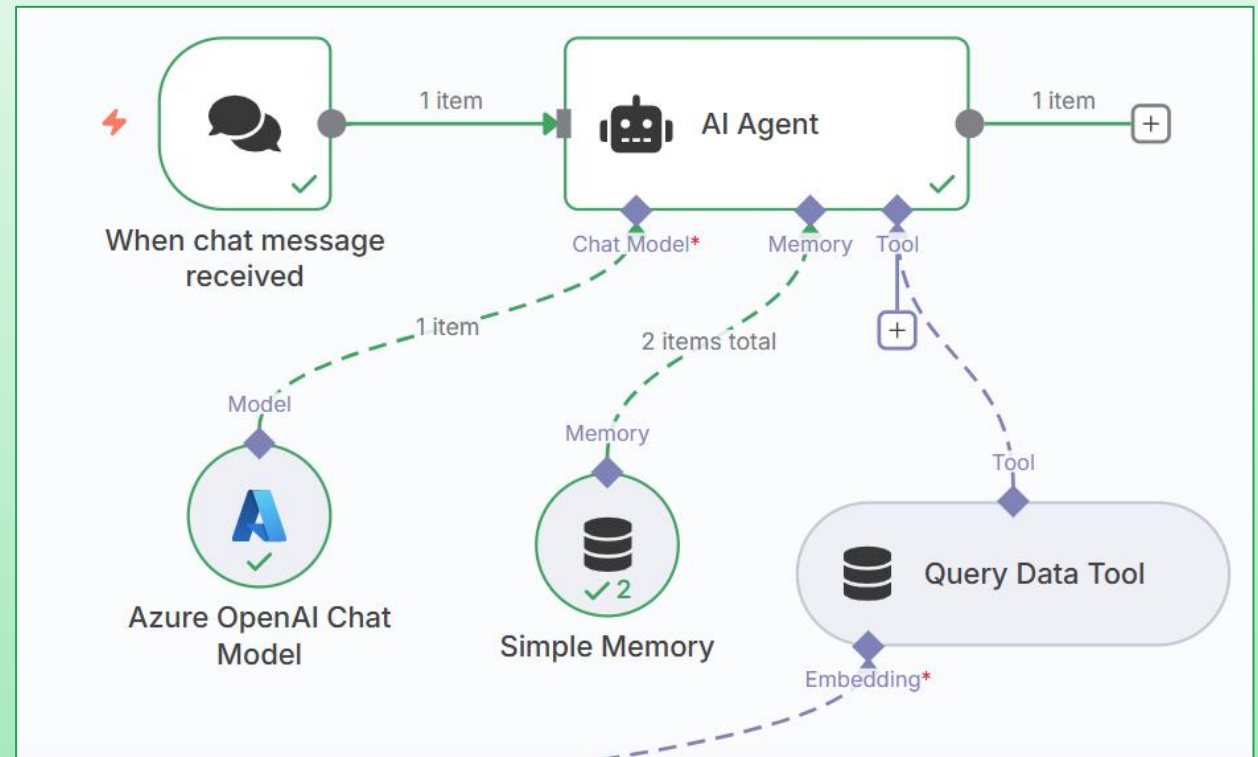 1 item
AI Agent
1 item
When chat message
received
Chat Model*
Memory
Tool
+
+
1 item
2 items total
Model
Memory
Tool
2
Query Data Tool
Azure OpenAI Chat
Model
Simple Memory
Embedding*